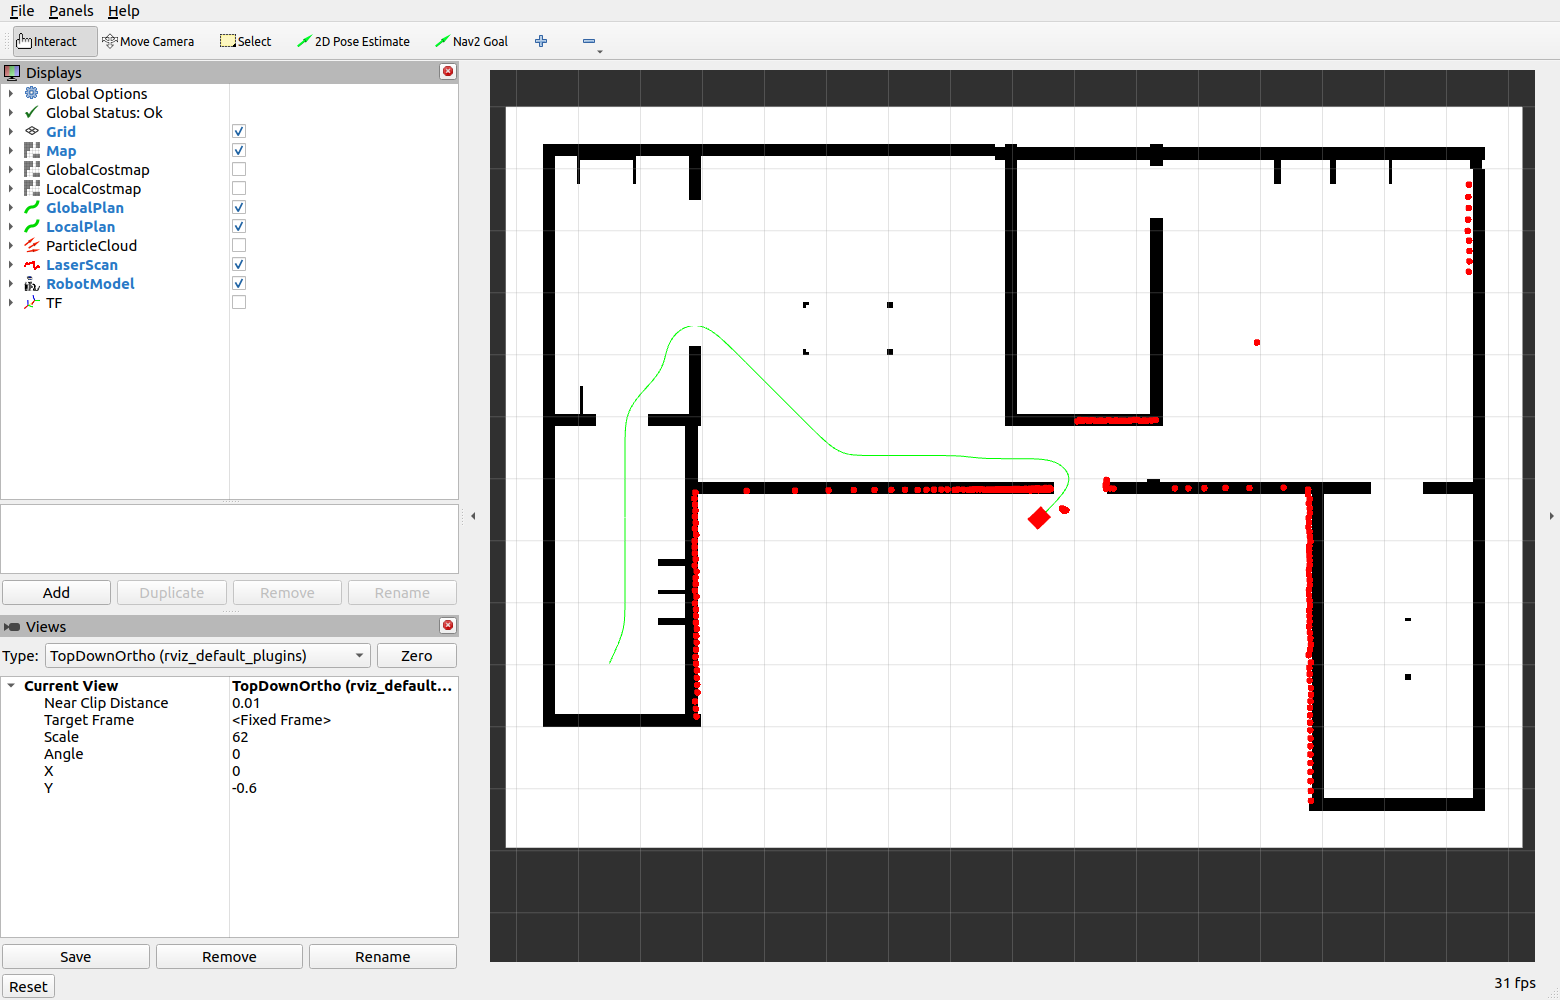 File Panels Help
Interact Move Camera Select 2D Pose Estimate Nav2 Goal
Displays
Global Options
Global Status: Ok
Grid
Map
GlobalCostmap
LocalCostmap
GlobalPlan
LocalPlan
ParticleCloud
LaserScan
RobotModel
TF
Add Duplicate Remove Rename
Views
Type: TopDownOrtho (rviz_default_plugins) Zero
Current View TopDownOrtho (rviz_default...
Near Clip Distance 0.01
Target Frame <Fixed Frame>
Scale 62
Angle 0
X 0
Y -0.6
Save Remove Rename
Reset 31 fps